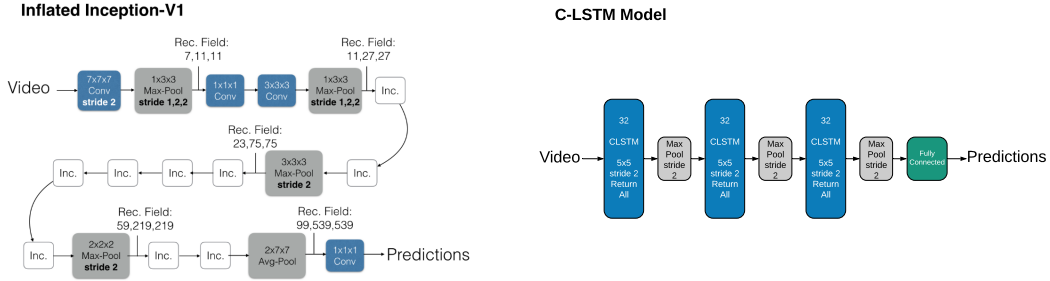 Inflated Inception-V1
Rec. Field:
7,11,11
Rec. Field:
11,27,27
Video
7x7x7
Conv
stride 2
1x3x3
Max-Pool
stride 1,2,2
1x1x1
Conv
3x3x3
Conv
1x3x3
Max-Pool
stride 1,2,2
Inc.
Rec. Field:
23,75,75
Inc.
Inc.
Inc.
Inc.
3x3x3
Max-Pool
stride 2
Inc.
Rec. Field:
59,219,219
Rec. Field:
99,539,539
Inc.
2x2x2
Max-Pool
stride 2
Inc.
Inc.
2x7x7
Avg-Pool
1x1x1
Conv
Predictions
C-LSTM Model
Video
32
CLSTM
5x5
stride 2
Return
All
Max
Pool
stride
2
32
CLSTM
5x5
stride 2
Return
All
Max
Pool
stride
2
32
CLSTM
5x5
stride 2
Return
All
Max
Pool
stride
2
Fully
Connected
Predictions